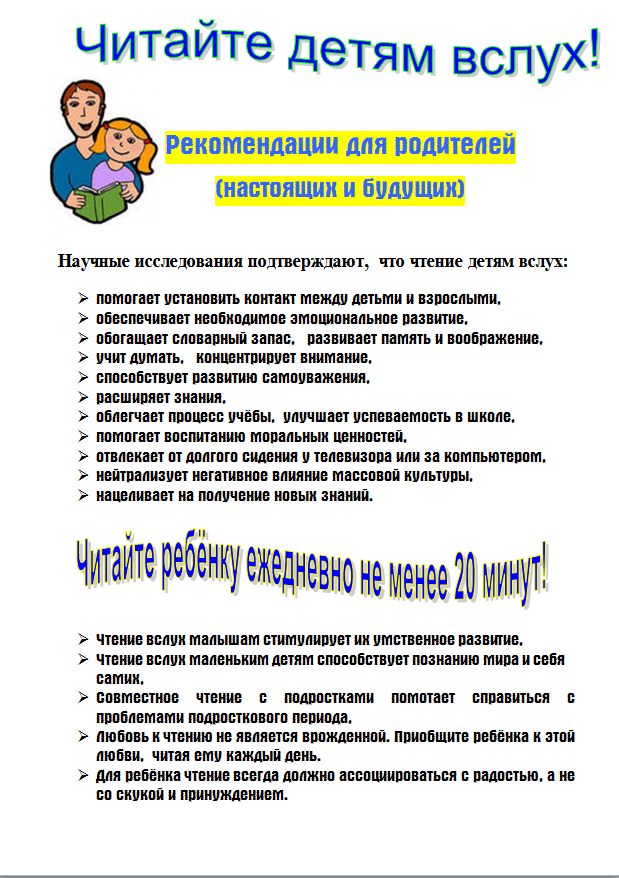 Читайте детям вслух!
Рекомендации для родителей
(настоящих и будущих)
Научные исследования подтверждают, что чтение детям вслух:
помогает установить контакт между детьми и взрослыми,
обеспечивает необходимое эмоциональное развитие,
обогащает словарный запас, развивает память и воображение,
учит думать, концентрирует внимание,
способствует развитию самоуважения,
расширяет знания,
облегчает процесс учёбы, улучшает успеваемость в школе,
помогает воспитанию моральных ценностей,
отвлекает от долгого сидения у телевизора или за компьютером,
нейтрализует негативное влияние массовой культуры,
нацеливает на получение новых знаний.
Читайте ребёнку ежедневно не менее 20 минут!
Чтение вслух малышам стимулирует их умственное развитие,
Чтение вслух маленьким детям способствует познанию мира и себя
самих,
Совместное чтение с подростками помотает справиться с
проблемами подросткового периода,
Любовь к чтению не является врожденной. Приобщите ребёнка к этой
любви, читая ему каждый день.
Для ребёнка чтение всегда должно ассоциироваться с радостью, а не
со скукой и принуждением.